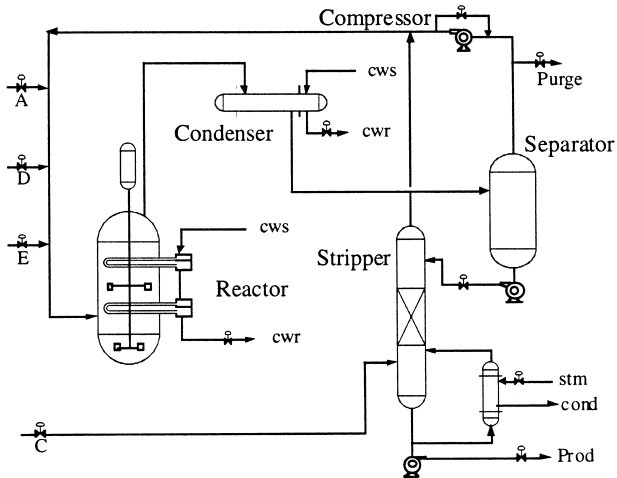 Compressor
cws
A
Purge
Condenser
cwr
Separator
D
cws
E
Stripper
Reactor
cwr
stm
cond
C
Prod